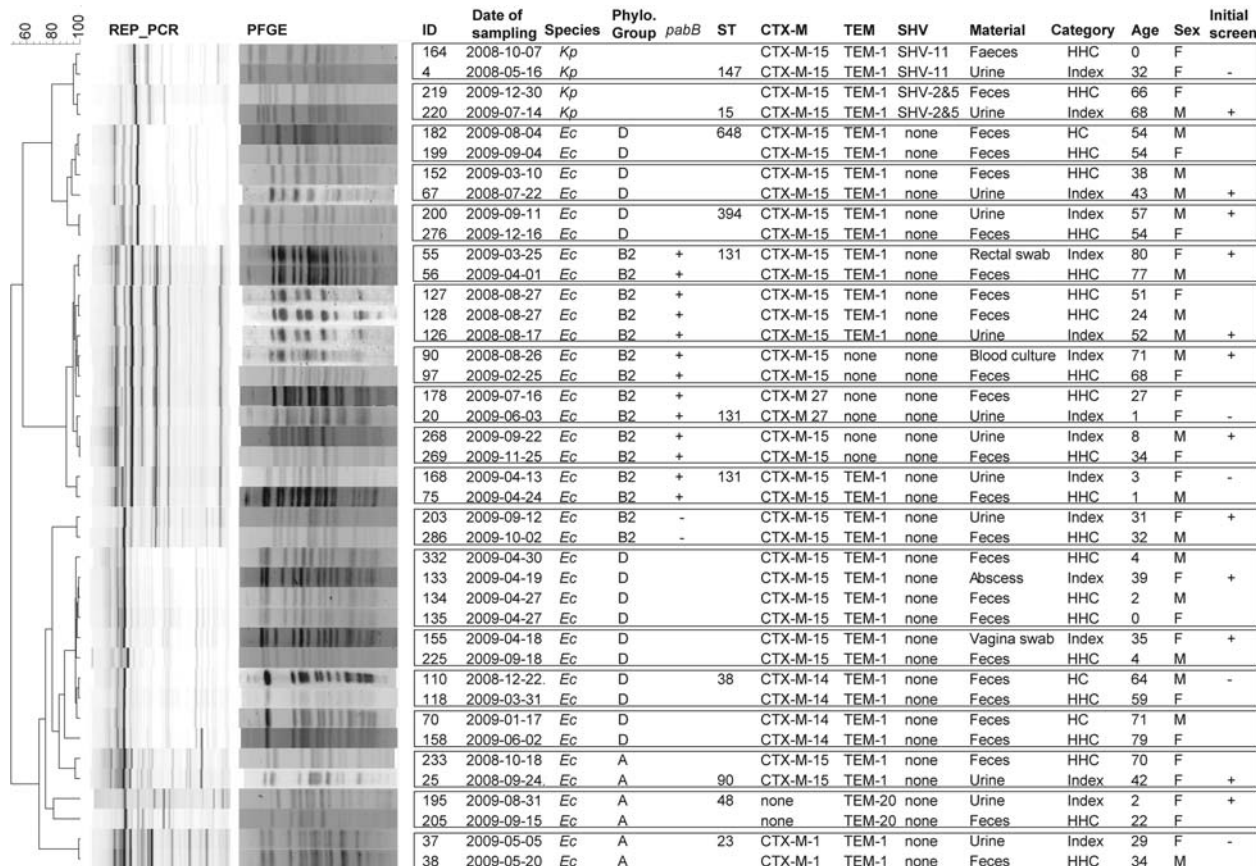 60 80 100
REP_PCR PFGE ID Date of sampling Species Phylo. Group pabB ST CTX-M TEM SHV Material Category Age Sex Initial screen
164 2008-10-07 Kp CTX-M-15 TEM-1 SHV-11 Faeces HHC 0 F
4 2008-05-16 Kp 147 CTX-M-15 TEM-1 SHV-11 Urine Index 32 F -
219 2009-12-30 Kp CTX-M-15 TEM-1 SHV-2&5 Feces HHC 66 F
220 2009-07-14 Kp 15 CTX-M-15 TEM-1 SHV-2&5 Urine Index 68 M +
182 2009-08-04 Ec D 648 CTX-M-15 TEM-1 none Feces HC 54 M
199 2009-09-04 Ec D CTX-M-15 TEM-1 none Feces HHC 54 F
152 2009-03-10 Ec D CTX-M-15 TEM-1 none Feces HHC 38 M
67 2008-07-22 Ec D CTX-M-15 TEM-1 none Urine Index 43 M +
200 2009-09-11 Ec D 394 CTX-M-15 TEM-1 none Urine Index 57 M +
276 2009-12-16 Ec D CTX-M-15 TEM-1 none Feces HHC 54 F
55 2009-03-25 Ec B2 + 131 CTX-M-15 TEM-1 none Rectal swab Index 80 F +
56 2009-04-01 Ec B2 + CTX-M-15 TEM-1 none Feces HHC 77 M
127 2008-08-27 Ec B2 + CTX-M-15 TEM-1 none Feces HHC 51 F
128 2008-08-27 Ec B2 + CTX-M-15 TEM-1 none Feces HHC 24 M
126 2008-08-17 Ec B2 + CTX-M-15 TEM-1 none Urine Index 52 M +
90 2008-08-26 Ec B2 + CTX-M-15 none none Blood culture Index 71 M +
97 2009-02-25 Ec B2 + CTX-M-15 none none Feces HHC 68 F
178 2009-07-16 Ec B2 + CTX-M 27 none none Feces HHC 27 F
20 2009-06-03 Ec B2 + 131 CTX-M 27 none none Urine Index 1 F -
268 2009-09-22 Ec B2 + CTX-M-15 none none Urine Index 8 M +
269 2009-11-25 Ec B2 + CTX-M-15 none none Feces HHC 34 F
168 2009-04-13 Ec B2 + 131 CTX-M-15 TEM-1 none Urine Index 3 F -
75 2009-04-24 Ec B2 + CTX-M-15 TEM-1 none Feces HHC 1 M
203 2009-09-12 Ec B2 - CTX-M-15 TEM-1 none Urine Index 31 F +
286 2009-10-02 Ec B2 - CTX-M-15 TEM-1 none Feces HHC 32 M
332 2009-04-30 Ec D CTX-M-15 TEM-1 none Feces HHC 4 M
133 2009-04-19 Ec D CTX-M-15 TEM-1 none Abscess Index 39 F +
134 2009-04-27 Ec D CTX-M-15 TEM-1 none Feces HHC 2 M
135 2009-04-27 Ec D CTX-M-15 TEM-1 none Feces HHC 0 F
155 2009-04-18 Ec D CTX-M-15 TEM-1 none Vagina swab Index 35 F +
225 2009-09-18 Ec D CTX-M-15 TEM-1 none Feces HHC 4 M
110 2008-12-22. Ec D 38 CTX-M-14 TEM-1 none Feces HC 64 M -
118 2009-03-31 Ec D CTX-M-14 TEM-1 none Feces HHC 59 F
70 2009-01-17 Ec D CTX-M-14 TEM-1 none Feces HC 71 M
158 2009-06-02 Ec D CTX-M-14 TEM-1 none Feces HHC 79 F
233 2008-10-18 Ec A CTX-M-15 TEM-1 none Feces HHC 70 F
25 2008-09-24. Ec A 90 CTX-M-15 TEM-1 none Urine Index 42 F +
195 2009-08-31 Ec A 48 none TEM-20 none Urine Index 2 F +
205 2009-09-15 Ec A none TEM-20 none Feces HHC 22 F
37 2009-05-05 Ec A 23 CTX-M-1 TEM-1 none Urine Index 29 F -
38 2009-05-20 Ec A CTX-M-1 TEM-1 none Feces HHC 34 M